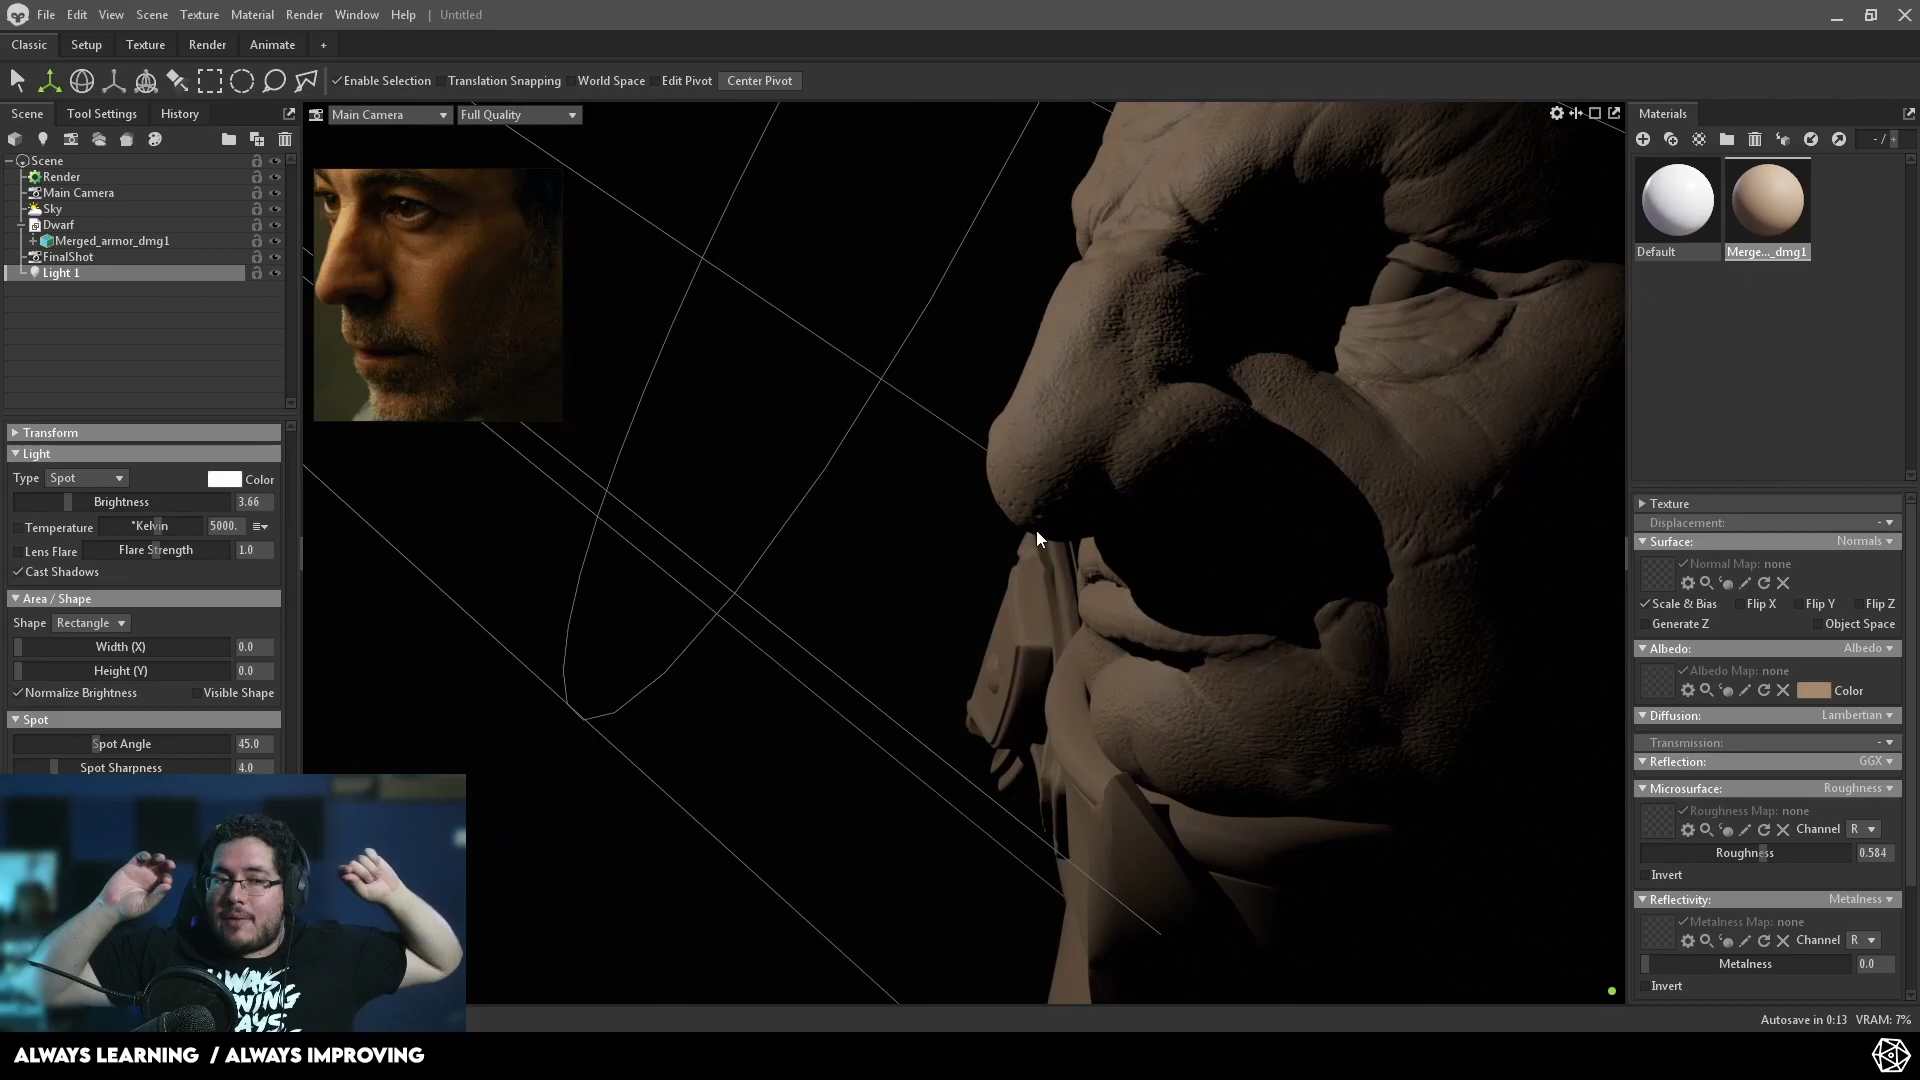 File Edit View Scene Texture Material Render Window Help | Untitled
Classic Setup Texture Render Animate +
Enable Selection Translation Snapping World Space Edit Pivot Center Pivot
Scene Tool Settings History
Scene
Render
Main Camera
Sky
Dwarf
Merged_armor_dmg1
FinalShot
Light 1
Transform
Light
Type Spot Color
Brightness 3.66
Temperature °Kelvin 5000.
Lens Flare Flare Strength 1.0
Cast Shadows
Area / Shape
Shape Rectangle
Width (X) 0.0
Height (Y) 0.0
Normalize Brightness Visible Shape
Spot
Spot Angle 45.0
Spot Sharpness 4.0
Main Camera Full Quality
Materials
- / +
Default Merge..._dmg1
Texture
Displacement: -
Surface: Normals
Normal Map: none
Scale & Bias Flip X Flip Y Flip Z
Generate Z Object Space
Albedo: Albedo
Albedo Map: none
Color
Diffusion: Lambertian
Transmission: -
Reflection: GGX
Microsurface: Roughness
Roughness Map: none
Channel R
Roughness 0.584
Invert
Reflectivity: Metalness
Metalness Map: none
Channel R
Metalness 0.0
Invert
Autosave in 0:13 VRAM: 7%
ALWAYS LEARNING / ALWAYS IMPROVING